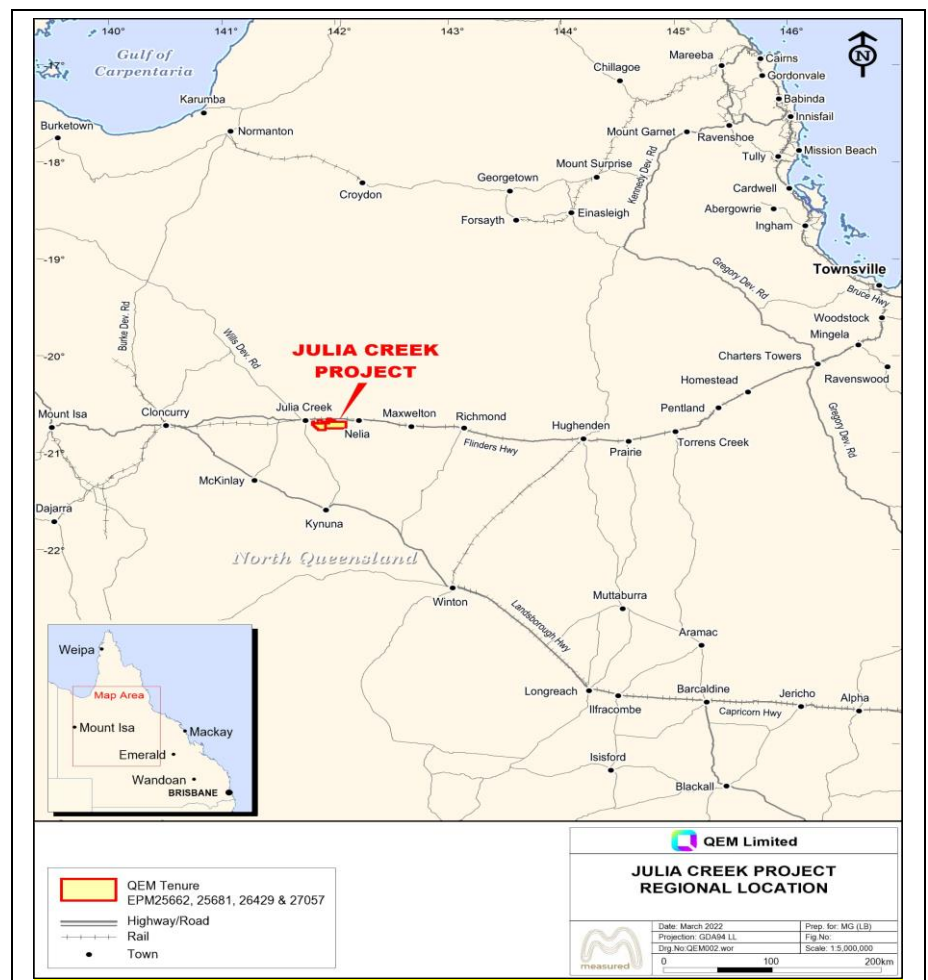 140°
141°
142°
143°
144°
145°
146°
Gulf of
Carpentaria
N
-17°
Mareeba
Cairns
Gordonvale
Chillagoe
Babinda
Karumba
Innisfail
Burketown
Normanton
Mount Garnet
Ravenshoe
Mission Beach
-18°
Mount Surprise
Tully
Kennedy Dev. Rd
Georgetown
Croydon
Cardwell
Abergowrie
Forsayth
Einasleigh
Ingham
-19°
Gregory Dev. Rd
Townsville
Bruce Hwy
Woodstock
Burke Dev. Rd
Wills Dev. Rd
Mingela
-20°
JULIA CREEK
PROJECT
Charters Towers
Ravenswood
Homestead
Julia Creek
Pentland
Mount Isa
Cloncurry
Maxwelton
Richmond
Nelia
Hughenden
Gregory Dev. Rd
Flinders Hwy
Prairie
Torrens Creek
-21°
McKinlay
Dajarra
Kynuna
-22°
North Queensland
Winton
Muttaburra
Landsborough Hwy
Aramac
Weipa
Map Area
Longreach
Ilfracombe
Barcaldine
Jericho
Alpha
Capricorn Hwy
Mount Isa
Mackay
Emerald
Isisford
Wandoan
Blackall
BRISBANE
QEM Limited
JULIA CREEK PROJECT
REGIONAL LOCATION
QEM Tenure
EPM25662, 25681, 26429 & 27057
Highway/Road
Rail
Town
measured
Date: March 2022
Prep. for: MG (LB)
Projection: GDA94 LL
Fig.No:
Drg.No:QEM002.wor
Scale: 1:5,000,000
0 100 200km